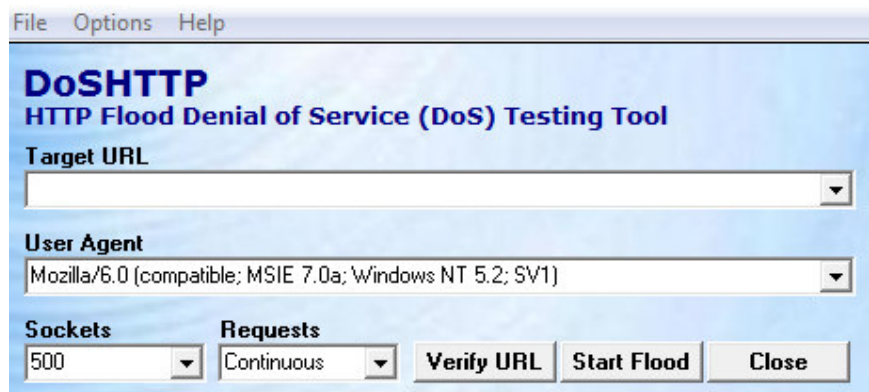 File Options Help
DoSHTTP
HTTP Flood Denial of Service (DoS) Testing Tool
Target URL
User Agent
Mozilla/6.0 (compatible; MSIE 7.0a; Windows NT 5.2; SV1)
Sockets Requests
500 Continuous Verify URL Start Flood Close